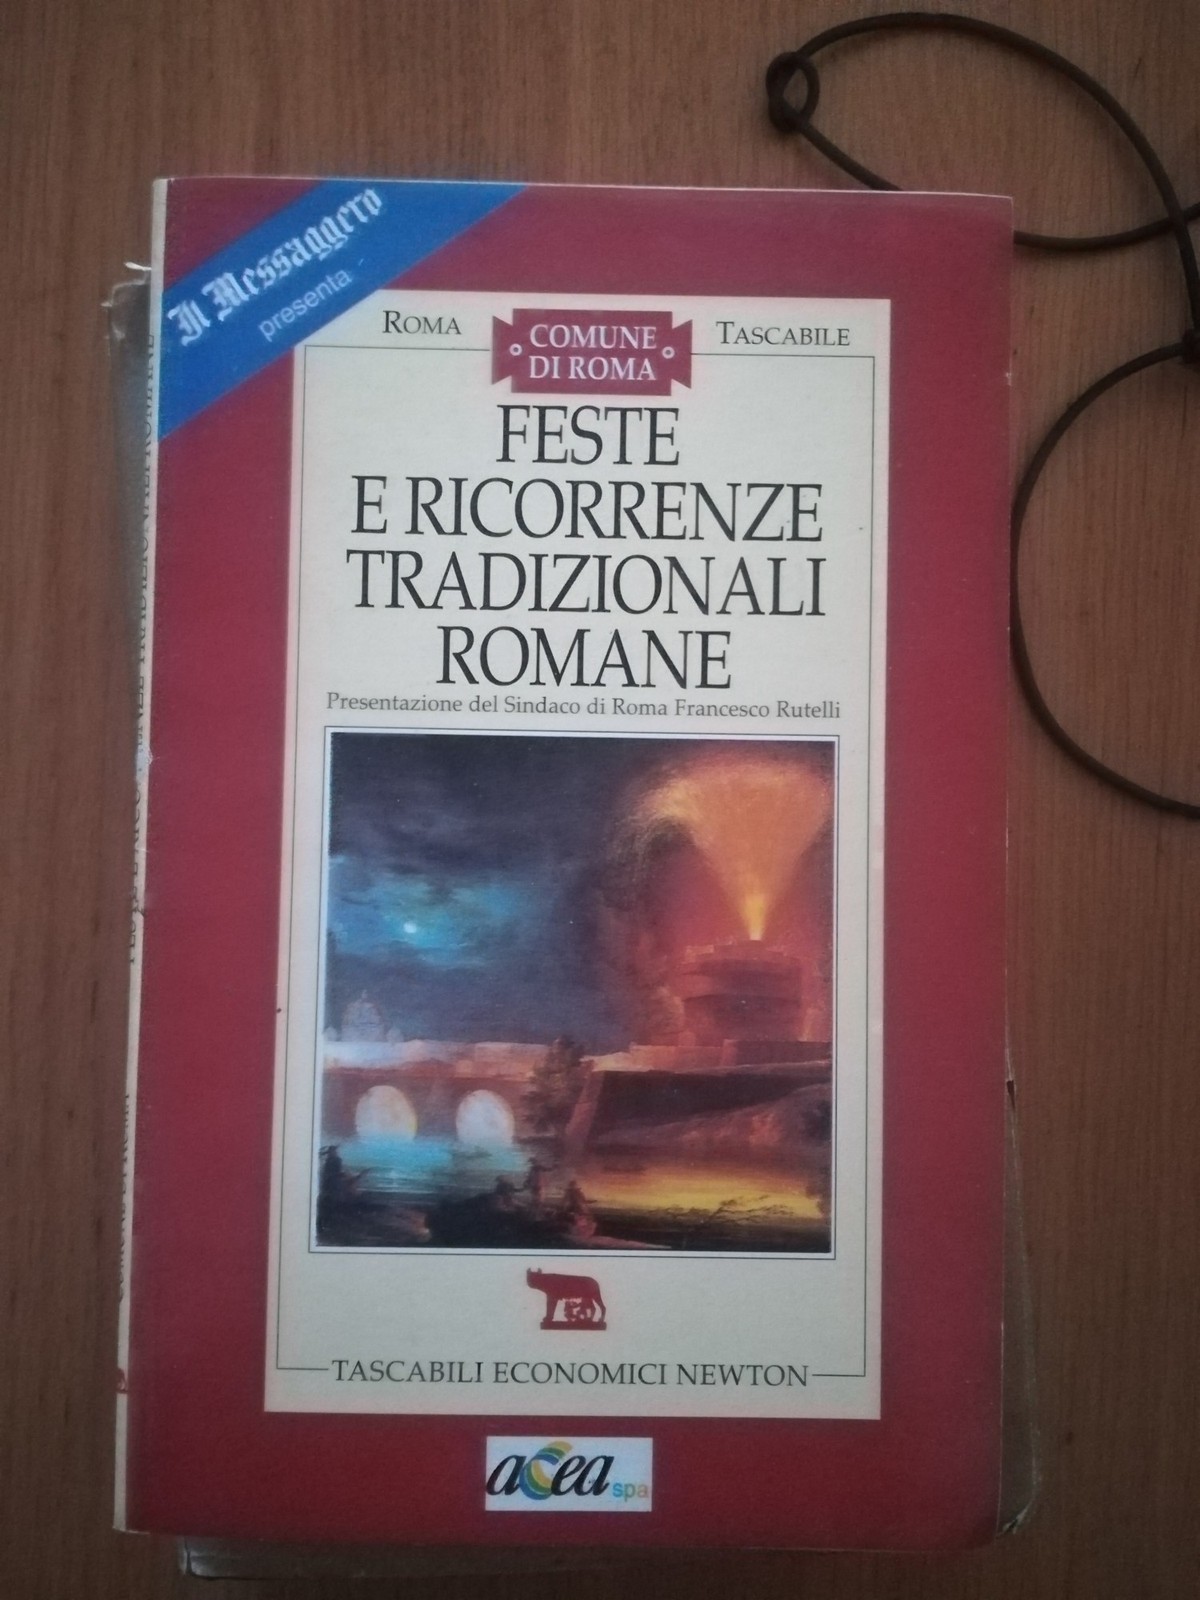 Il Messaggero
presenta
ROMA
COMUNE
DI ROMA
TASCABILE
FESTE
E RICORRENZE
TRADIZIONALI
ROMANE
Presentazione del Sindaco di Roma Francesco Rutelli
TASCABILI ECONOMICI NEWTON
acea spa